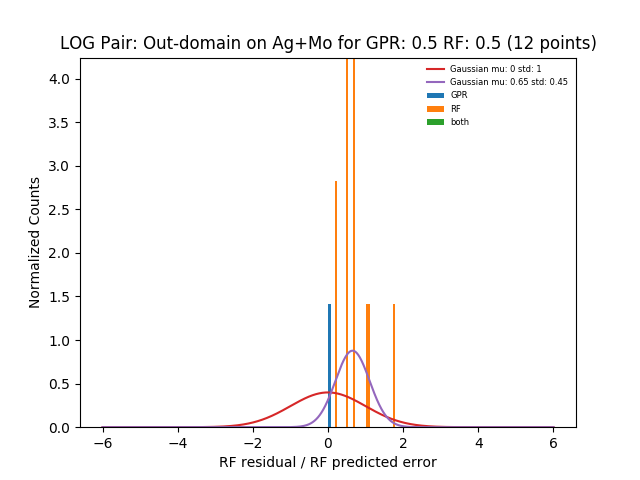 LOG Pair: Out-domain on Ag+Mo for GPR: 0.5 RF: 0.5 (12 points)
Gaussian mu: 0 std: 1
Gaussian mu: 0.65 std: 0.45
GPR
RF
both
4.0
3.5
3.0
2.5
2.0
1.5
1.0
0.5
0.0
Normalized Counts
−6
−4
−2
0
2
4
6
RF residual / RF predicted error